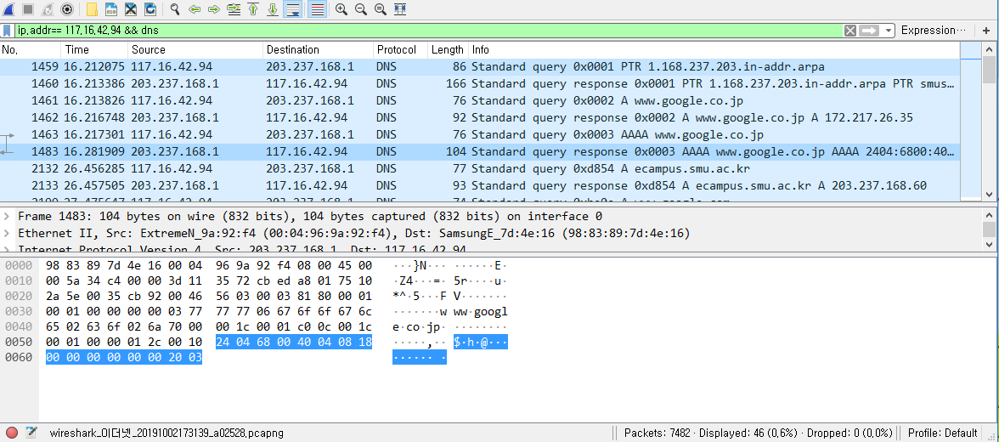 ip.addr== 117.16.42.94 && dns Expression… +
No. Time Source Destination Protocol Length Info
1459 16.212075 117.16.42.94 203.237.168.1 DNS 86 Standard query 0x0001 PTR 1.168.237.203.in-addr.arpa
1460 16.213386 203.237.168.1 117.16.42.94 DNS 166 Standard query response 0x0001 PTR 1.168.237.203.in-addr.arpa PTR smus…
1461 16.213826 117.16.42.94 203.237.168.1 DNS 76 Standard query 0x0002 A www.google.co.jp
1462 16.216748 203.237.168.1 117.16.42.94 DNS 92 Standard query response 0x0002 A www.google.co.jp A 172.217.26.35
1463 16.217301 117.16.42.94 203.237.168.1 DNS 76 Standard query 0x0003 AAAA www.google.co.jp
1483 16.281909 203.237.168.1 117.16.42.94 DNS 104 Standard query response 0x0003 AAAA www.google.co.jp AAAA 2404:6800:40…
2132 26.456285 117.16.42.94 203.237.168.1 DNS 77 Standard query 0xd854 A ecampus.smu.ac.kr
2133 26.457505 203.237.168.1 117.16.42.94 DNS 93 Standard query response 0xd854 A ecampus.smu.ac.kr A 203.237.168.60
Frame 1483: 104 bytes on wire (832 bits), 104 bytes captured (832 bits) on interface 0
Ethernet II, Src: ExtremeN_9a:92:f4 (00:04:96:9a:92:f4), Dst: SamsungE_7d:4e:16 (98:83:89:7d:4e:16)
Internet Protocol Version 4, Src: 203.237.168.1, Dst: 117.16.42.94
0000 98 83 89 7d 4e 16 00 04 96 9a 92 f4 08 00 45 00 ···}N··· ······E·
0010 00 5a 34 c4 00 00 3d 11 35 72 cb ed a8 01 75 10 ·Z4···=· 5r····u·
0020 2a 5e 00 35 cb 92 00 46 56 03 00 03 81 80 00 01 *^·5···F V·······
0030 00 01 00 00 00 00 03 77 77 77 06 67 6f 6f 67 6c ·······w ww·googl
0040 65 02 63 6f 02 6a 70 00 00 1c 00 01 c0 0c 00 1c e·co·jp· ········
0050 00 01 00 00 01 2c 00 10 24 04 68 00 40 04 08 18 ·····,·· $·h·@···
0060 00 00 00 00 00 00 20 03 ······ ·
wireshark_이더넷_20191002173139_a02528.pcapng Packets: 7482 · Displayed: 46 (0.6%) · Dropped: 0 (0.0%) Profile: Default